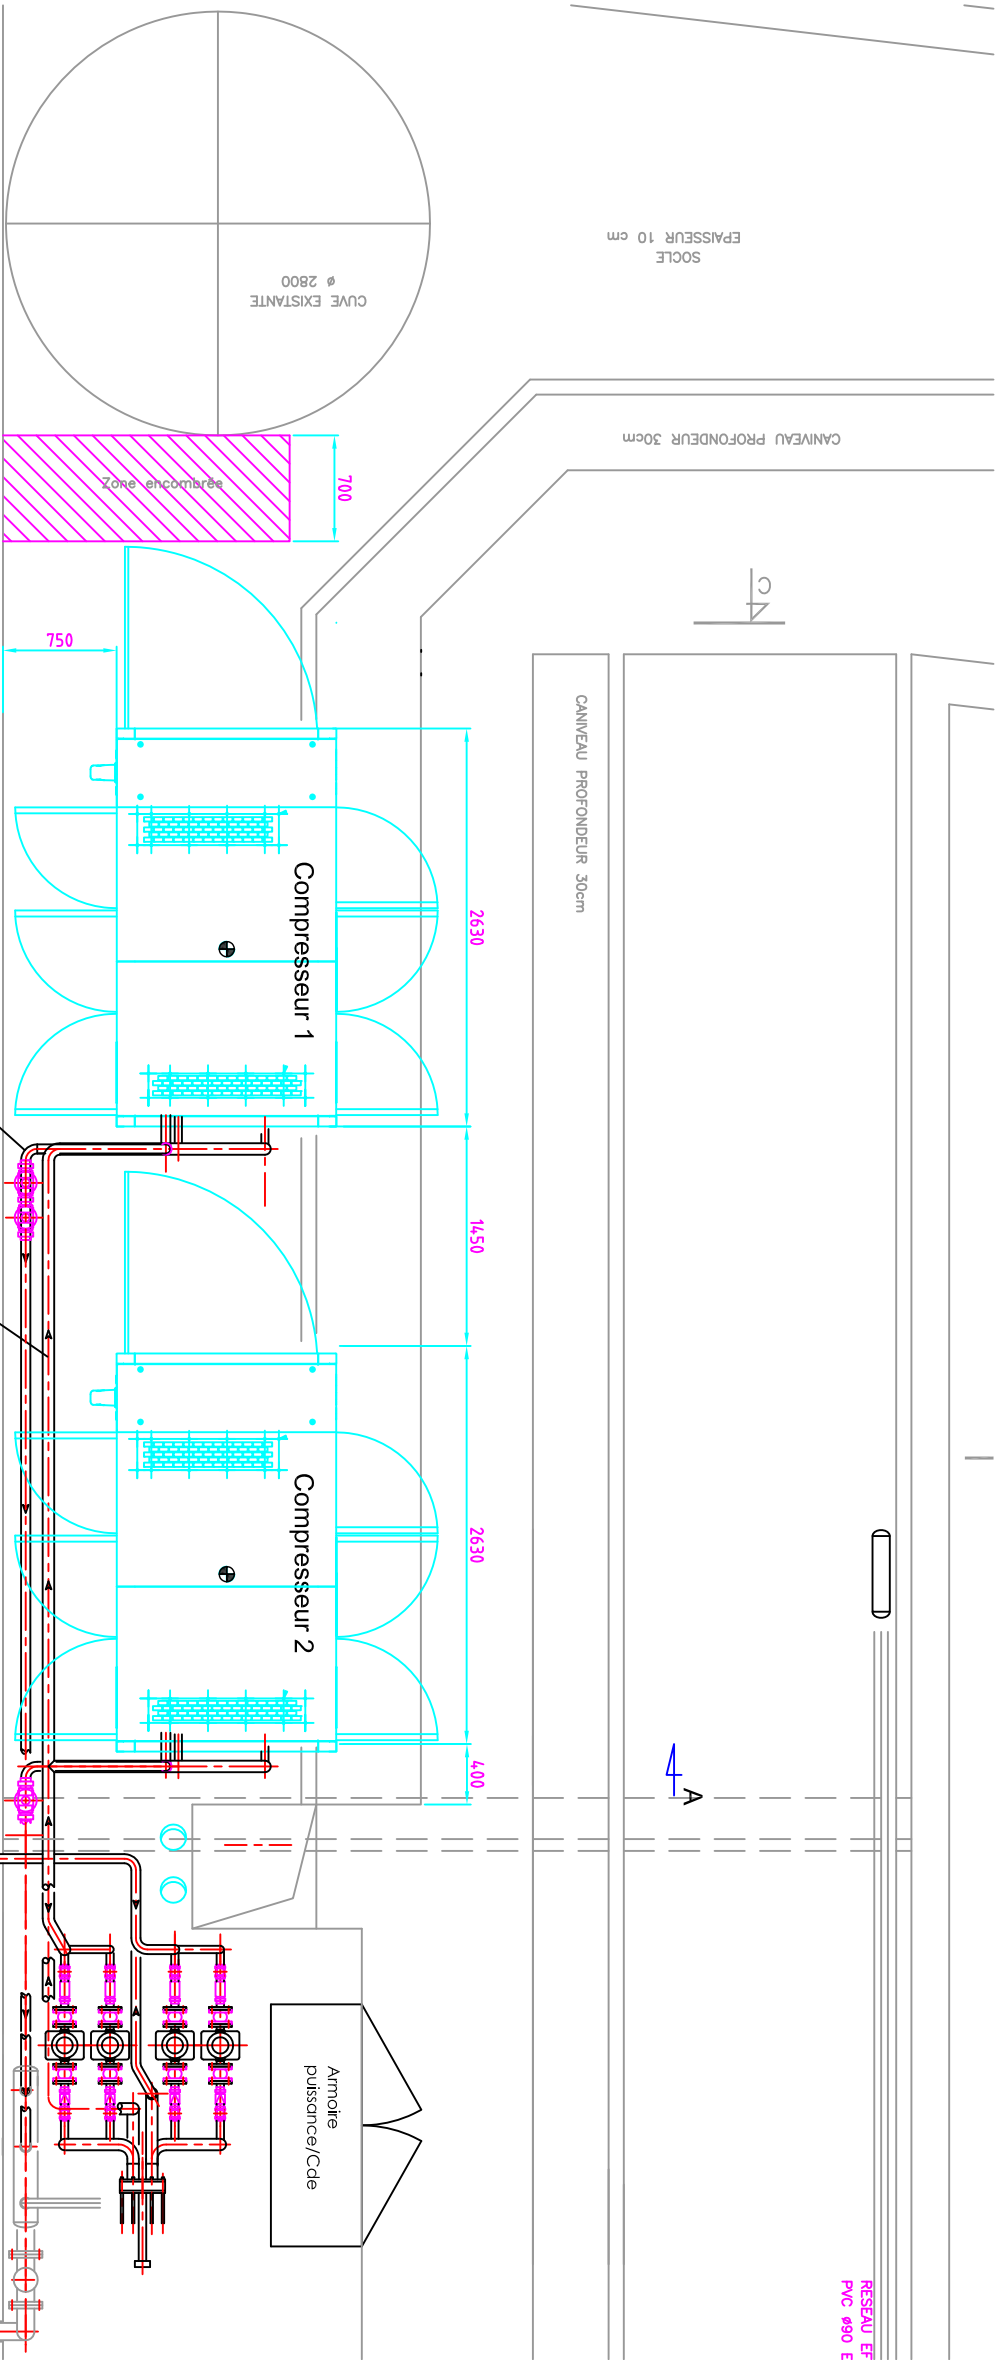 SOCLE
EPAISSEUR 10 cm
CUVE EXISTANTE
ø 2800
CANIVEAU PROFONDEUR 30cm
Zone encombrée
700
C
750
CANIVEAU PROFONDEUR 30cm
Compresseur 1
2630
1450
Compresseur 2
2630
400
A
Armoire
puissance/Cde
RESEAU EF
PVC ø90 E